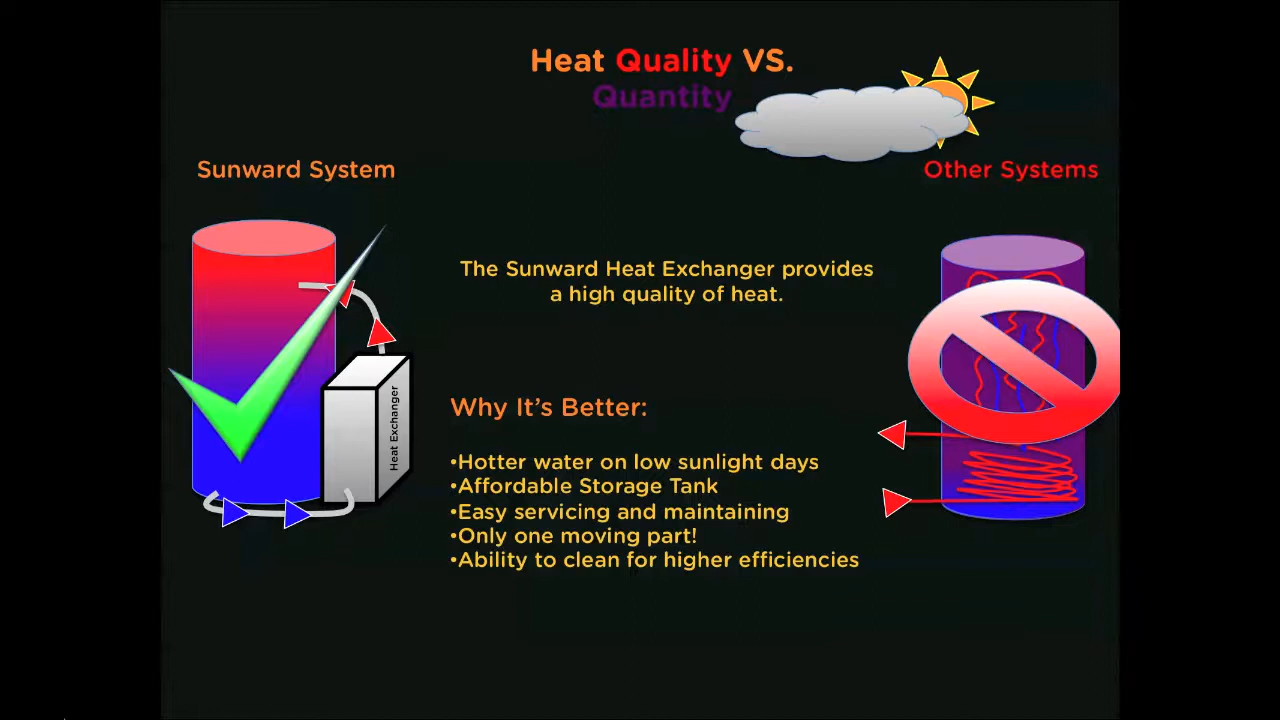 Heat Quality VS.
Quantity
Sunward System
Other Systems
The Sunward Heat Exchanger provides
a high quality of heat.
Heat Exchanger
Why It’s Better:
•Hotter water on low sunlight days
•Affordable Storage Tank
•Easy servicing and maintaining
•Only one moving part!
•Ability to clean for higher efficiencies